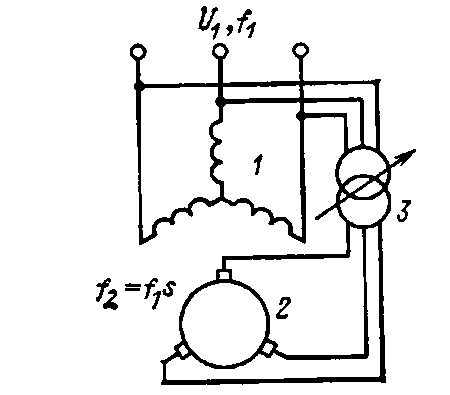 U₁, f₁
1
3
f₂ = f₁s
2